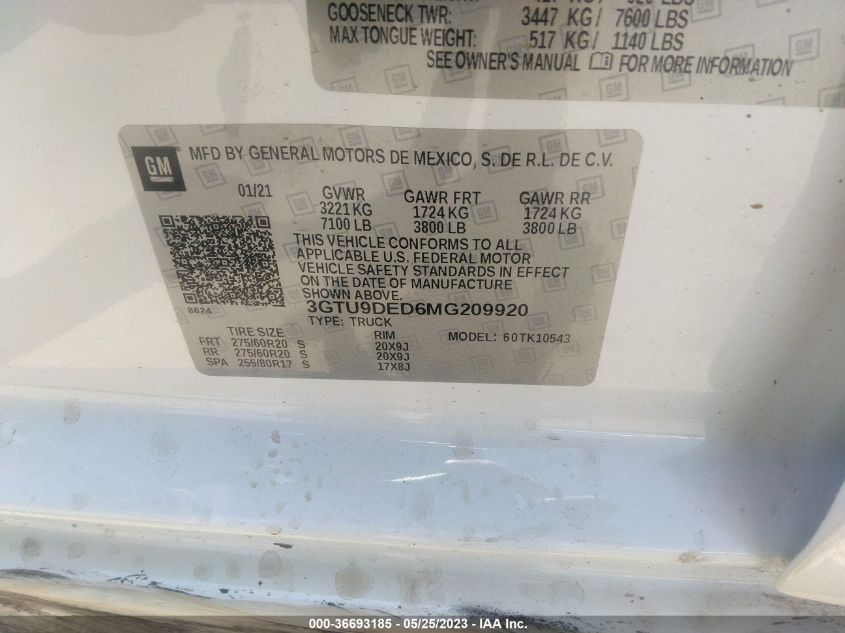 GOOSENECK TWR: 3447 KG / 7600 LBS
MAX TONGUE WEIGHT: 517 KG / 1140 LBS
SEE OWNER'S MANUAL FOR MORE INFORMATION
GM MFD BY GENERAL MOTORS DE MEXICO, S. DE R.L. DE C.V.
01/21 GVWR GAWR FRT GAWR RR
3221 KG 1724 KG 1724 KG
7100 LB 3800 LB 3800 LB
THIS VEHICLE CONFORMS TO ALL
APPLICABLE U.S. FEDERAL MOTOR
VEHICLE SAFETY STANDARDS IN EFFECT
ON THE DATE OF MANUFACTURE
SHOWN ABOVE.
8624 3GTU9DED6MG209920
TYPE: TRUCK
TIRE SIZE RIM MODEL: 60TK10543
FRT 275/60R20 S 20X9J
RR 275/60R20 S 20X9J
SPA 255/80R17 S 17X8J
000-36693185 - 05/25/2023 - IAA Inc.